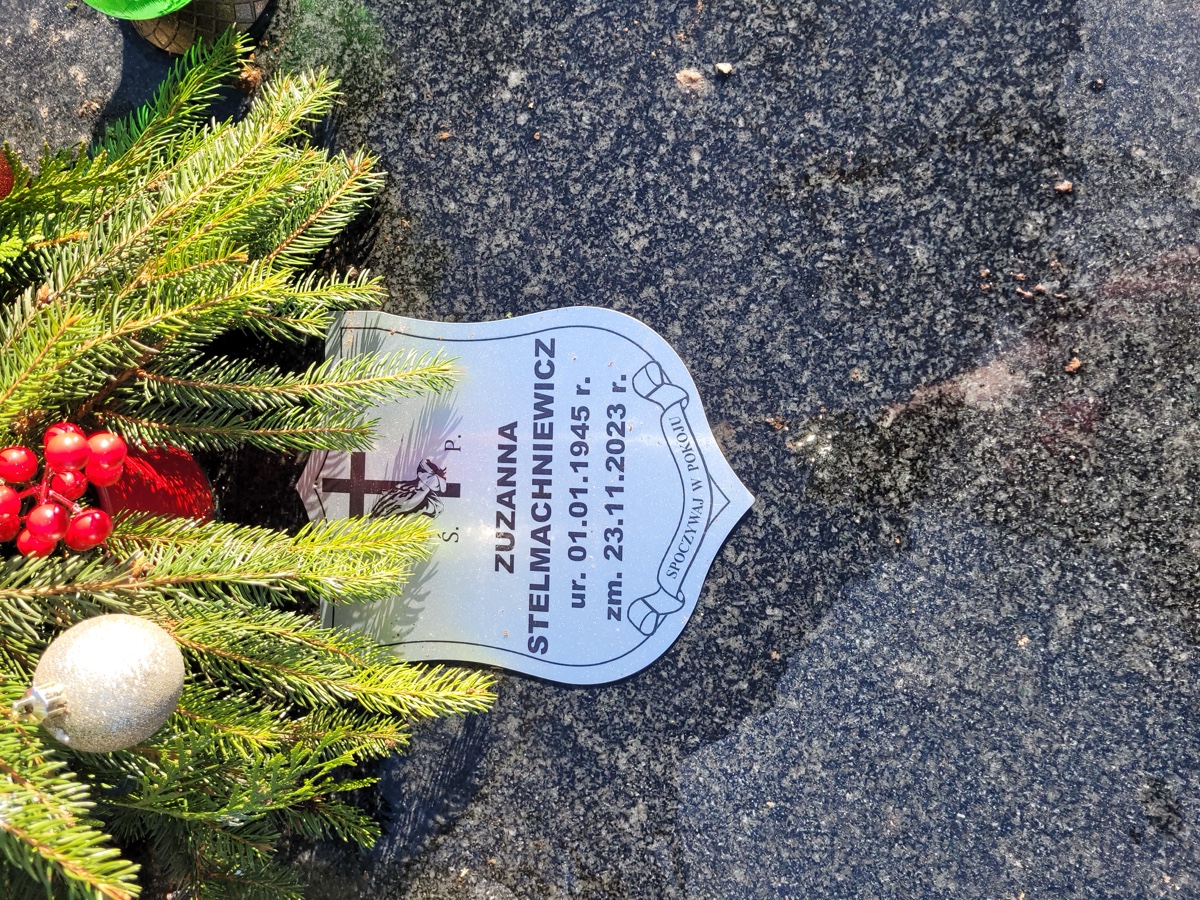 Ś. P.
ZUZANNA
STELMACHNIEWICZ
ur. 01.01.1945 r.
zm. 23.11.2023 r.
SPOCZYWAJ W POKOJU